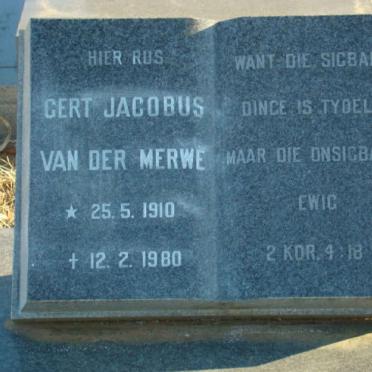 HIER RUS
GERT JACOBUS
VAN DER MERWE
★ 25. 5. 1910
† 12. 2. 1980
WANT DIE
DINGE IS
MAAR DIE
EWIG
2 KOR. 4 : 18